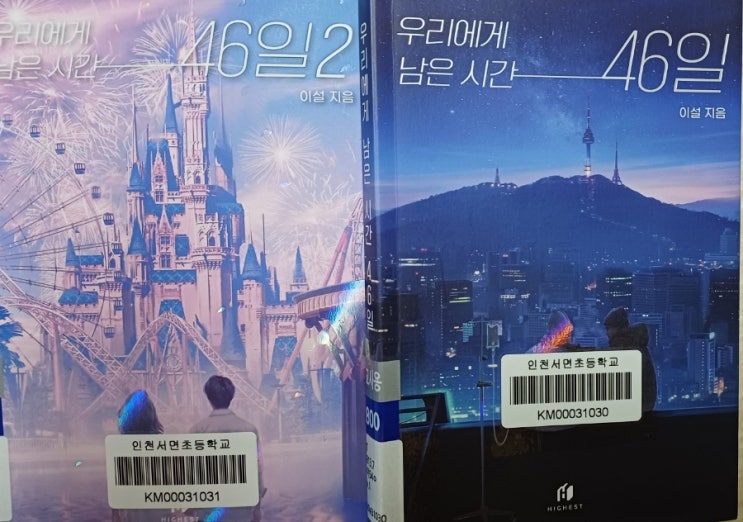 우리에게
남은 시간 46일2
이설 지음
인천서면초등학교
KM00031031
HIGHEST
우리에게 남은 시간 46일
800
우리에게
남은 시간 46일
이설 지음
인천서면초등학교
KM00031030
HIGHEST